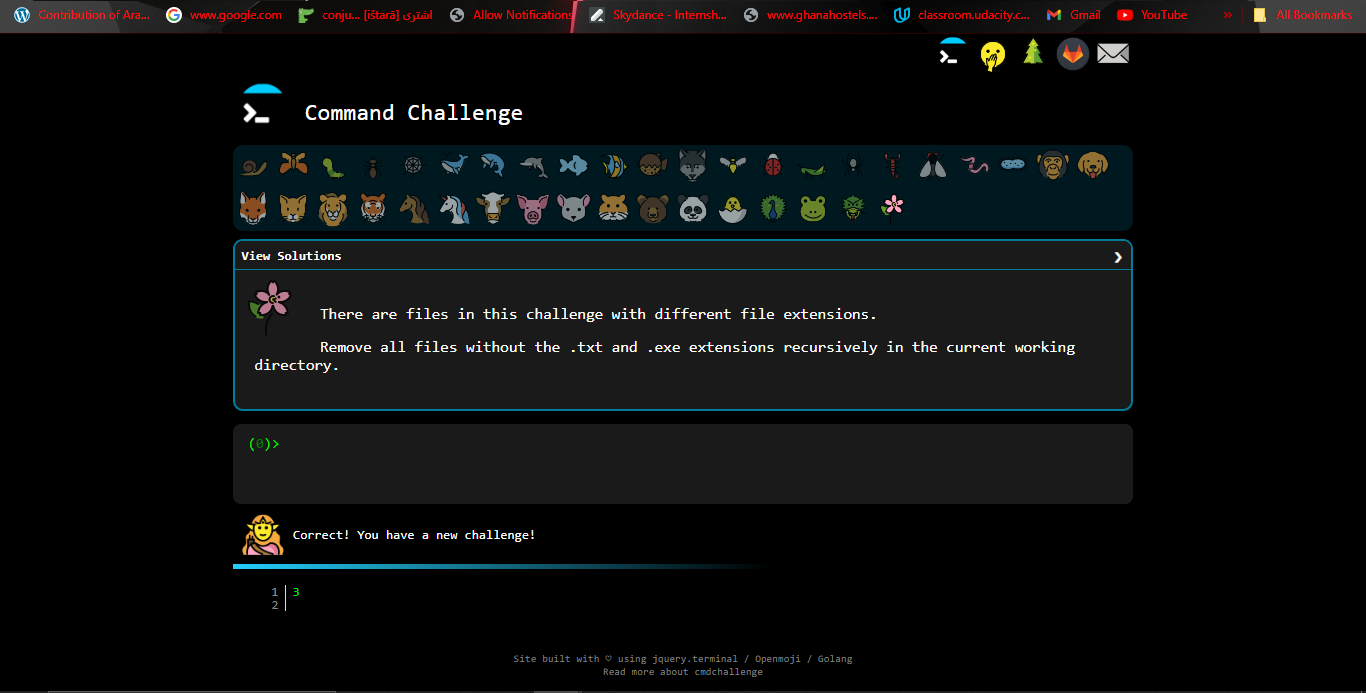 Contribution of Ara... www.google.com conju... [ištarā] اشترى Allow Notifications Skydance - Internsh... www.ghanahostels.... classroom.udacity.c... Gmail YouTube » All Bookmarks
Command Challenge
View Solutions ❯
There are files in this challenge with different file extensions.
Remove all files without the .txt and .exe extensions recursively in the current working
directory.
(0)>
Correct! You have a new challenge!
1 3
2
Site built with ♡ using jquery.terminal / Openmoji / Golang
Read more about cmdchallenge